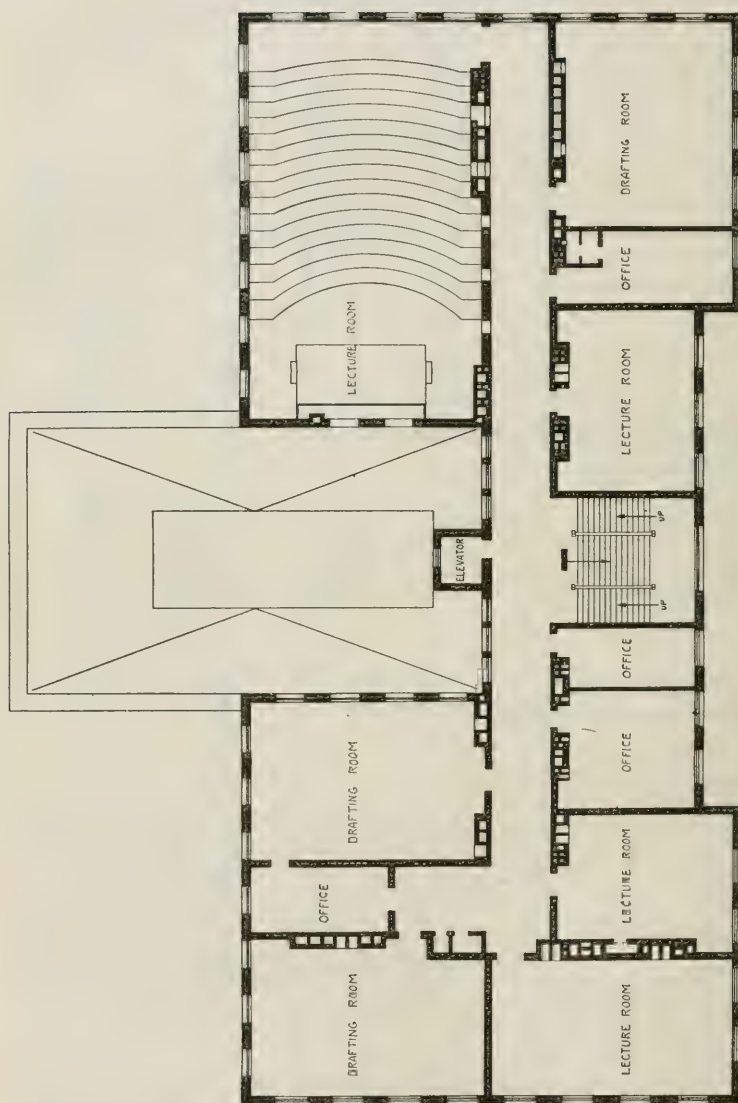 DRAFTING ROOM
OFFICE
DRAFTING ROOM
ELEVATOR
LECTURE ROOM
LECTURE ROOM
LECTURE ROOM
OFFICE
OFFICE
UP
UP
LECTURE ROOM
OFFICE
DRAFTING ROOM